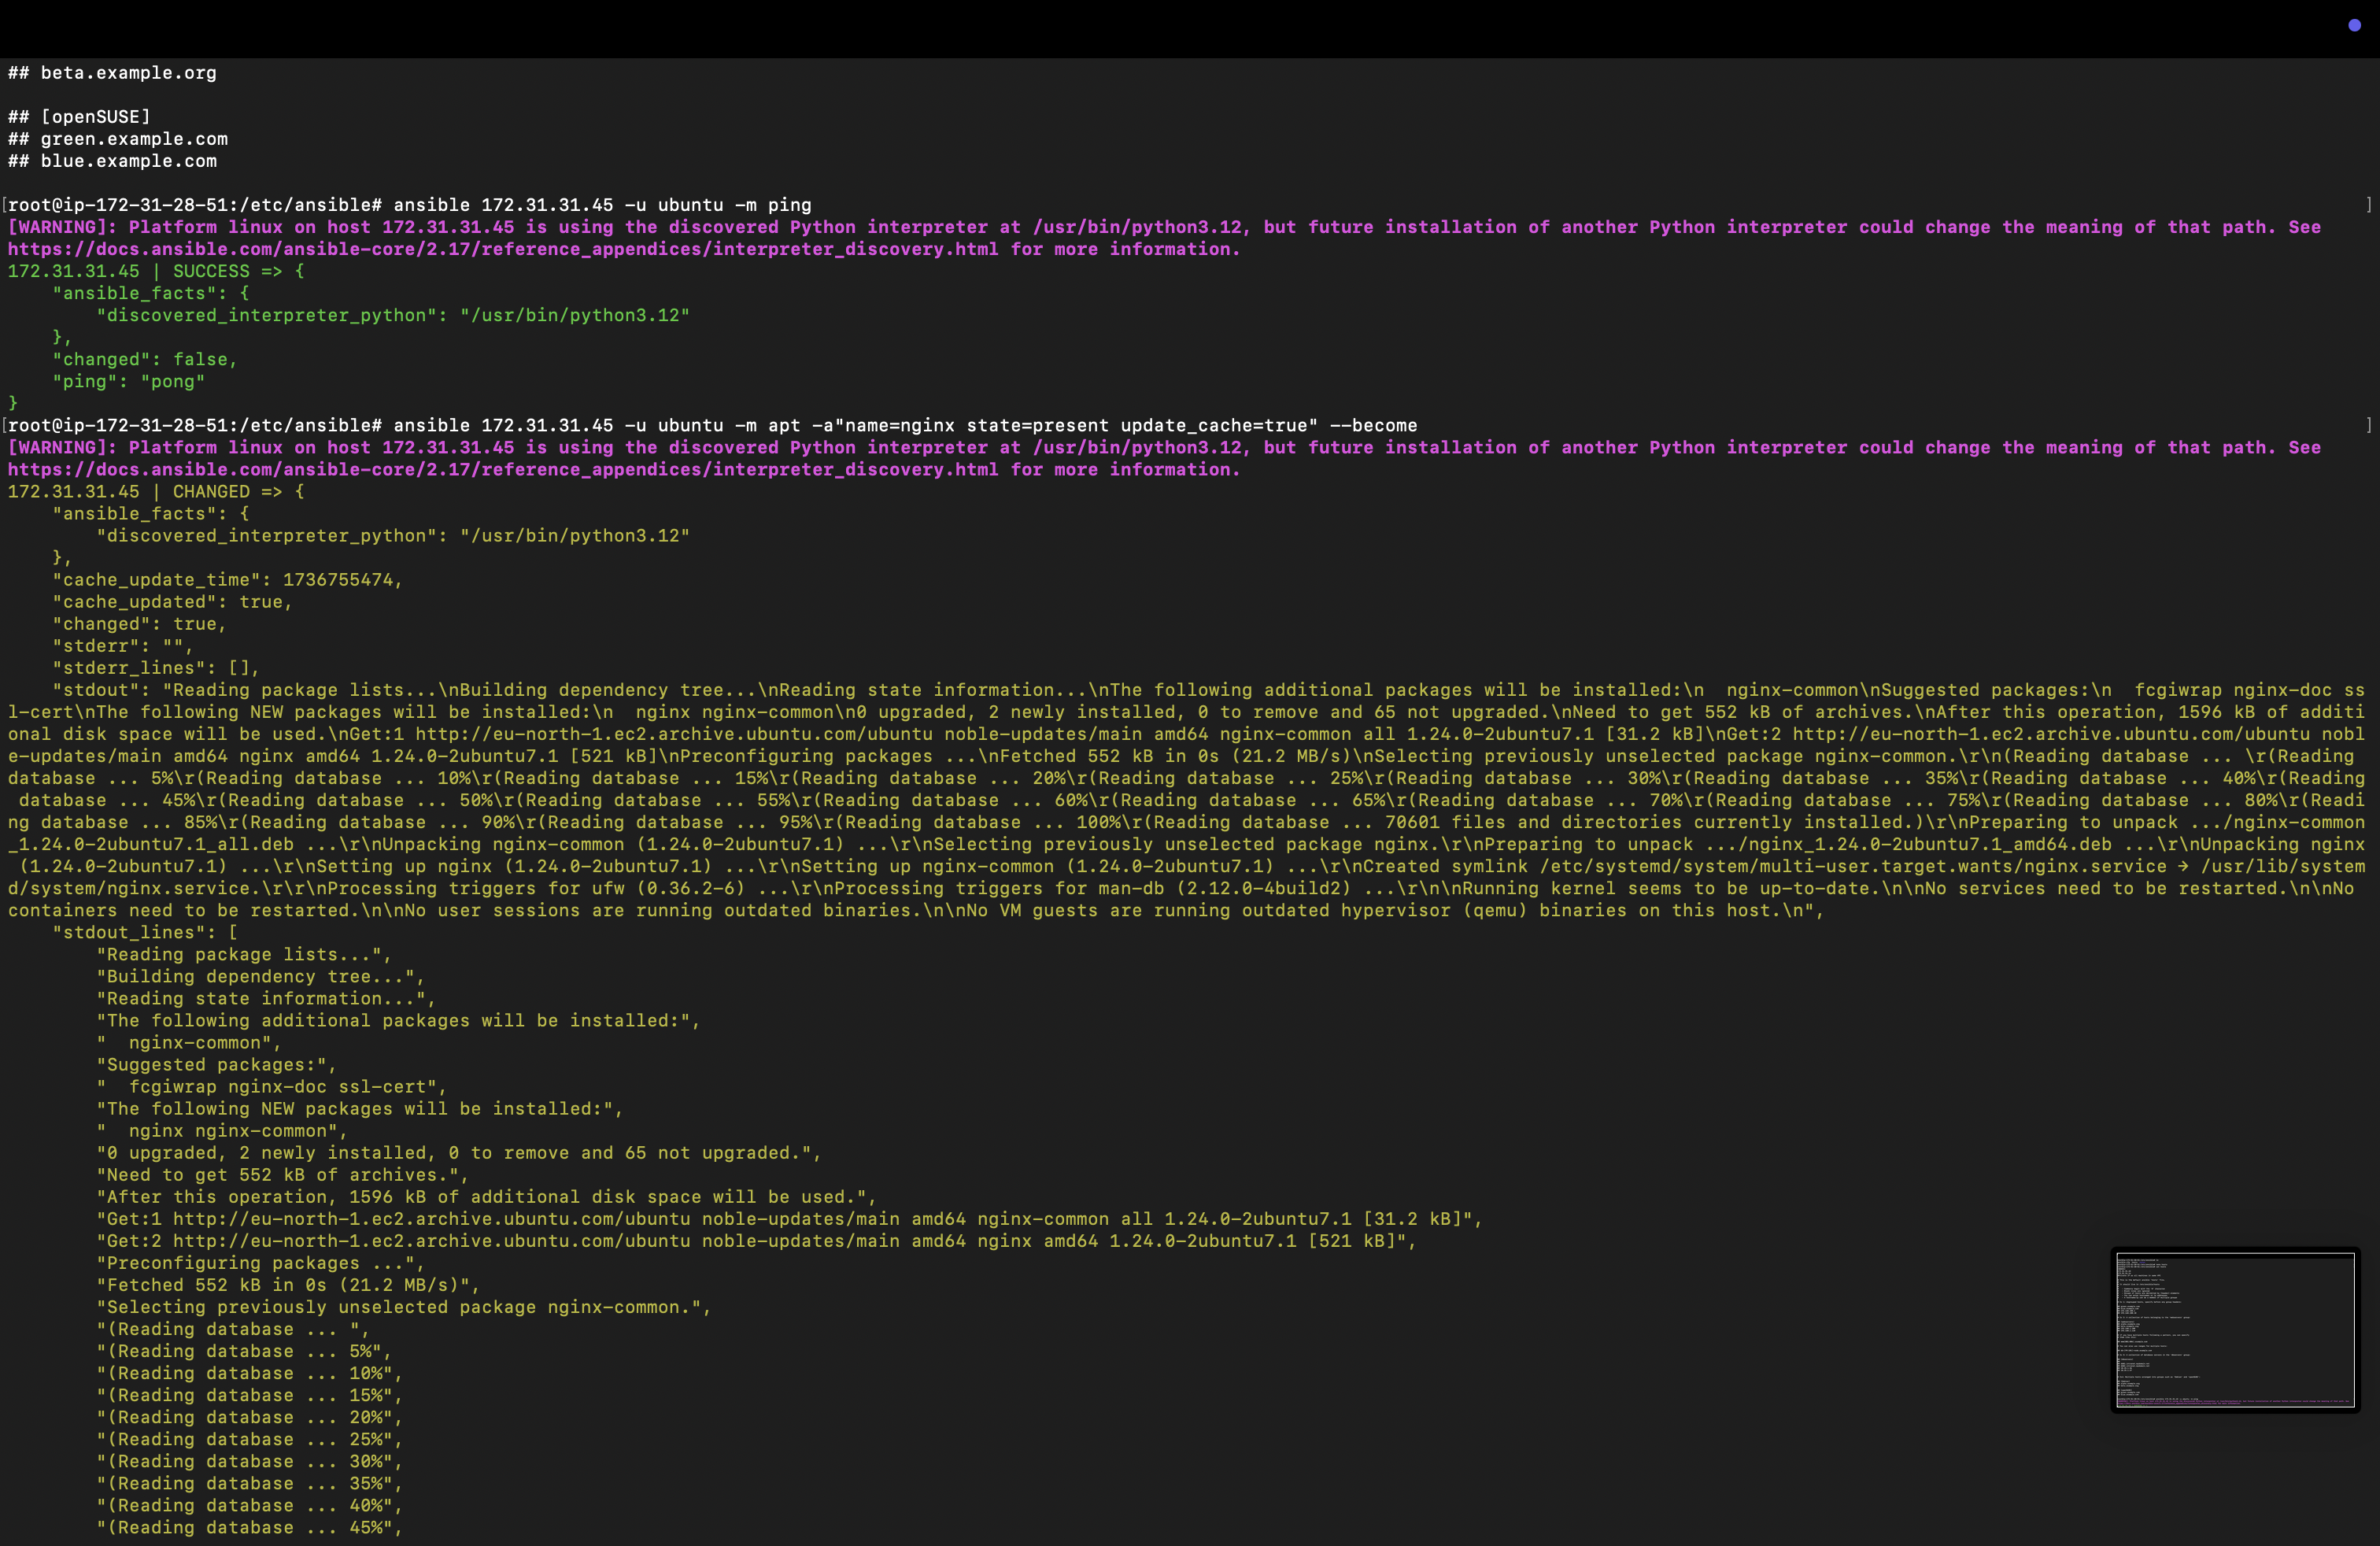 ## beta.example.org
## [openSUSE]
## green.example.com
## blue.example.com
[root@ip-172-31-28-51:/etc/ansible# ansible 172.31.31.45 -u ubuntu -m ping ]
[WARNING]: Platform linux on host 172.31.31.45 is using the discovered Python interpreter at /usr/bin/python3.12, but future installation of another Python interpreter could change the meaning of that path. See
https://docs.ansible.com/ansible-core/2.17/reference_appendices/interpreter_discovery.html for more information.
172.31.31.45 | SUCCESS => {
    "ansible_facts": {
        "discovered_interpreter_python": "/usr/bin/python3.12"
    },
    "changed": false,
    "ping": "pong"
}
[root@ip-172-31-28-51:/etc/ansible# ansible 172.31.31.45 -u ubuntu -m apt -a"name=nginx state=present update_cache=true" --become ]
[WARNING]: Platform linux on host 172.31.31.45 is using the discovered Python interpreter at /usr/bin/python3.12, but future installation of another Python interpreter could change the meaning of that path. See
https://docs.ansible.com/ansible-core/2.17/reference_appendices/interpreter_discovery.html for more information.
172.31.31.45 | CHANGED => {
    "ansible_facts": {
        "discovered_interpreter_python": "/usr/bin/python3.12"
    },
    "cache_update_time": 1736755474,
    "cache_updated": true,
    "changed": true,
    "stderr": "",
    "stderr_lines": [],
    "stdout": "Reading package lists...\nBuilding dependency tree...\nReading state information...\nThe following additional packages will be installed:\n  nginx-common\nSuggested packages:\n  fcgiwrap nginx-doc ss
l-cert\nThe following NEW packages will be installed:\n  nginx nginx-common\n0 upgraded, 2 newly installed, 0 to remove and 65 not upgraded.\nNeed to get 552 kB of archives.\nAfter this operation, 1596 kB of additi
onal disk space will be used.\nGet:1 http://eu-north-1.ec2.archive.ubuntu.com/ubuntu noble-updates/main amd64 nginx-common all 1.24.0-2ubuntu7.1 [31.2 kB]\nGet:2 http://eu-north-1.ec2.archive.ubuntu.com/ubuntu nobl
e-updates/main amd64 nginx amd64 1.24.0-2ubuntu7.1 [521 kB]\nPreconfiguring packages ...\nFetched 552 kB in 0s (21.2 MB/s)\nSelecting previously unselected package nginx-common.\r\n(Reading database ... \r(Reading
database ... 5%\r(Reading database ... 10%\r(Reading database ... 15%\r(Reading database ... 20%\r(Reading database ... 25%\r(Reading database ... 30%\r(Reading database ... 35%\r(Reading database ... 40%\r(Reading
 database ... 45%\r(Reading database ... 50%\r(Reading database ... 55%\r(Reading database ... 60%\r(Reading database ... 65%\r(Reading database ... 70%\r(Reading database ... 75%\r(Reading database ... 80%\r(Readi
ng database ... 85%\r(Reading database ... 90%\r(Reading database ... 95%\r(Reading database ... 100%\r(Reading database ... 70601 files and directories currently installed.)\r\nPreparing to unpack .../nginx-common
_1.24.0-2ubuntu7.1_all.deb ...\r\nUnpacking nginx-common (1.24.0-2ubuntu7.1) ...\r\nSelecting previously unselected package nginx.\r\nPreparing to unpack .../nginx_1.24.0-2ubuntu7.1_amd64.deb ...\r\nUnpacking nginx
 (1.24.0-2ubuntu7.1) ...\r\nSetting up nginx (1.24.0-2ubuntu7.1) ...\r\nSetting up nginx-common (1.24.0-2ubuntu7.1) ...\r\nCreated symlink /etc/systemd/system/multi-user.target.wants/nginx.service → /usr/lib/system
d/system/nginx.service.\r\r\nProcessing triggers for ufw (0.36.2-6) ...\r\nProcessing triggers for man-db (2.12.0-4build2) ...\r\n\nRunning kernel seems to be up-to-date.\n\nNo services need to be restarted.\n\nNo
containers need to be restarted.\n\nNo user sessions are running outdated binaries.\n\nNo VM guests are running outdated hypervisor (qemu) binaries on this host.\n",
    "stdout_lines": [
        "Reading package lists...",
        "Building dependency tree...",
        "Reading state information...",
        "The following additional packages will be installed:",
        "  nginx-common",
        "Suggested packages:",
        "  fcgiwrap nginx-doc ssl-cert",
        "The following NEW packages will be installed:",
        "  nginx nginx-common",
        "0 upgraded, 2 newly installed, 0 to remove and 65 not upgraded.",
        "Need to get 552 kB of archives.",
        "After this operation, 1596 kB of additional disk space will be used.",
        "Get:1 http://eu-north-1.ec2.archive.ubuntu.com/ubuntu noble-updates/main amd64 nginx-common all 1.24.0-2ubuntu7.1 [31.2 kB]",
        "Get:2 http://eu-north-1.ec2.archive.ubuntu.com/ubuntu noble-updates/main amd64 nginx amd64 1.24.0-2ubuntu7.1 [521 kB]",
        "Preconfiguring packages ...",
        "Fetched 552 kB in 0s (21.2 MB/s)",
        "Selecting previously unselected package nginx-common.",
        "(Reading database ... ",
        "(Reading database ... 5%",
        "(Reading database ... 10%",
        "(Reading database ... 15%",
        "(Reading database ... 20%",
        "(Reading database ... 25%",
        "(Reading database ... 30%",
        "(Reading database ... 35%",
        "(Reading database ... 40%",
        "(Reading database ... 45%",